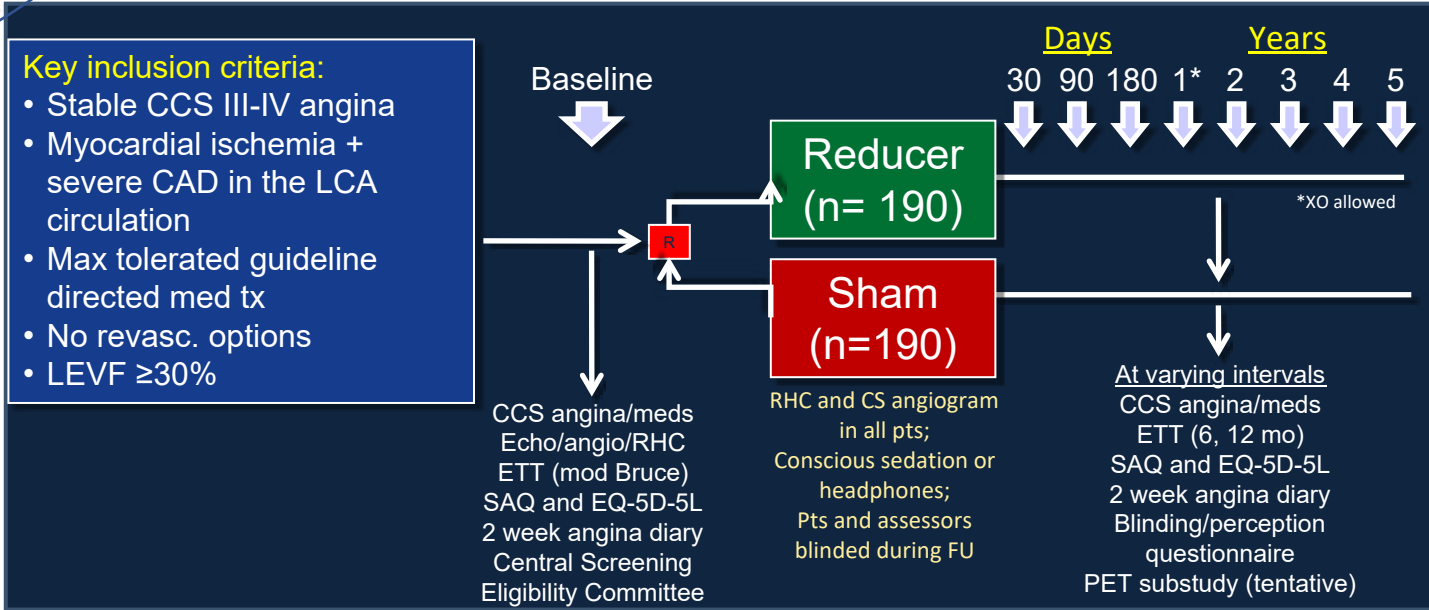 Key inclusion criteria:
• Stable CCS III-IV angina
• Myocardial ischemia +
severe CAD in the LCA
circulation
• Max tolerated guideline
directed med tx
• No revasc. options
• LEVF ≥30%
Baseline
CCS angina/meds
Echo/angio/RHC
ETT (mod Bruce)
SAQ and EQ-5D-5L
2 week angina diary
Central Screening
Eligibility Committee
R
Reducer
(n= 190)
Sham
(n=190)
RHC and CS angiogram
in all pts;
Conscious sedation or
headphones;
Pts and assessors
blinded during FU
Days Years
30 90 180 1* 2 3 4 5
*XO allowed
At varying intervals
CCS angina/meds
ETT (6, 12 mo)
SAQ and EQ-5D-5L
2 week angina diary
Blinding/perception
questionnaire
PET substudy (tentative)